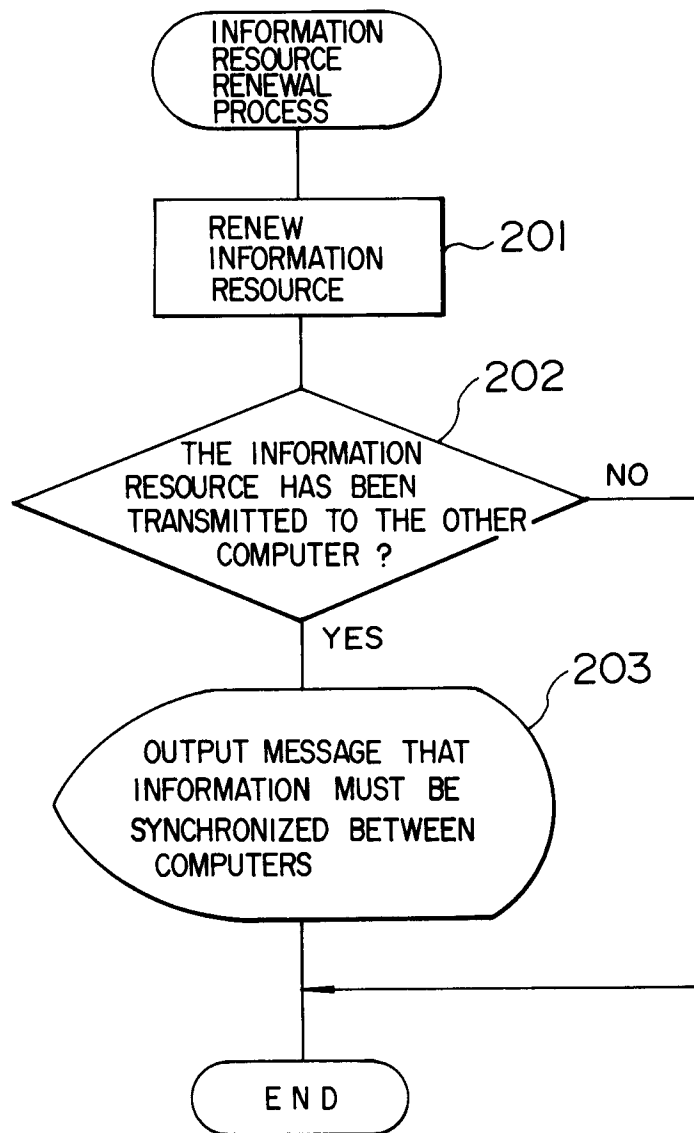 INFORMATION
RESOURCE
RENEWAL
PROCESS
RENEW
INFORMATION
RESOURCE
201
202
THE INFORMATION
RESOURCE HAS BEEN
TRANSMITTED TO THE OTHER
COMPUTER ?
NO
YES
203
OUTPUT MESSAGE THAT
INFORMATION MUST BE
SYNCHRONIZED BETWEEN
COMPUTERS
END